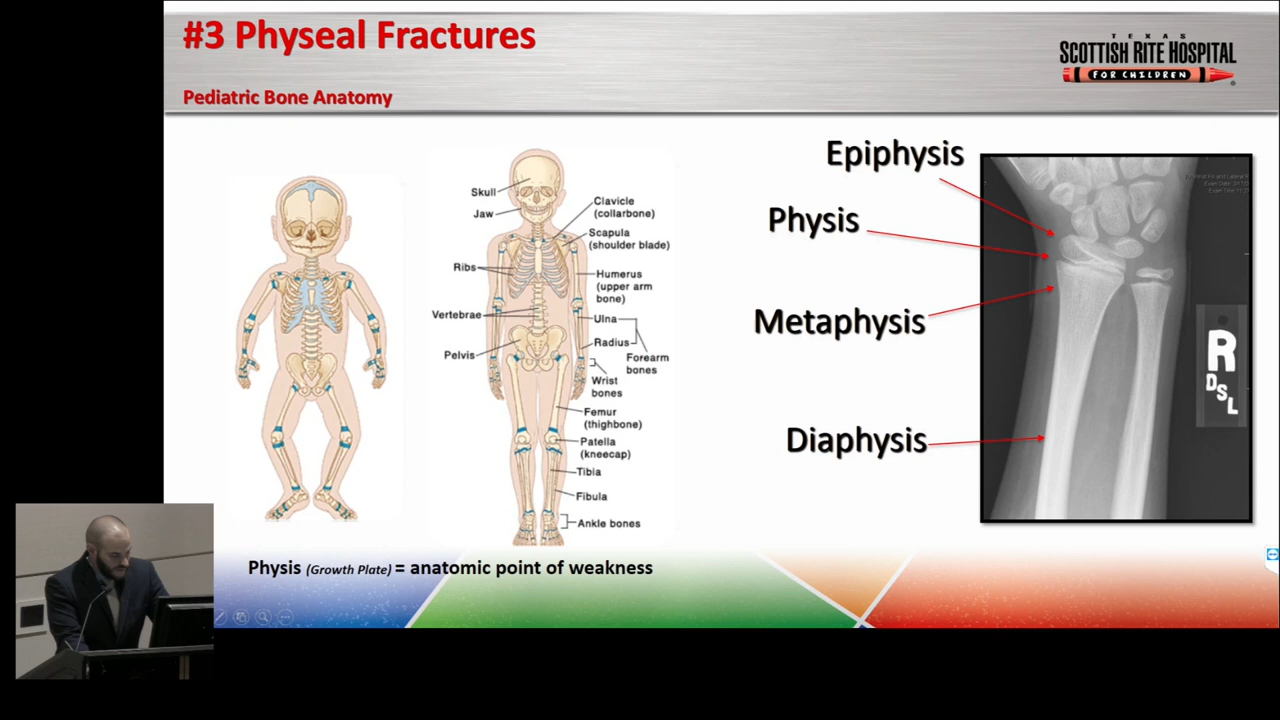 #3 Physeal Fractures
Pediatric Bone Anatomy
TEXAS
SCOTTISH RITE HOSPITAL
FOR CHILDREN
Skull
Jaw
Ribs
Vertebrae
Pelvis
Clavicle
(collarbone)
Scapula
(shoulder blade)
Humerus
(upper arm
bone)
Ulna
Radius
Forearm
bones
Wrist
bones
Femur
(thighbone)
Patella
(kneecap)
Tibia
Fibula
Ankle bones
Epiphysis
Physis
Metaphysis
Diaphysis
R
DSL
Physis (Growth Plate) = anatomic point of weakness